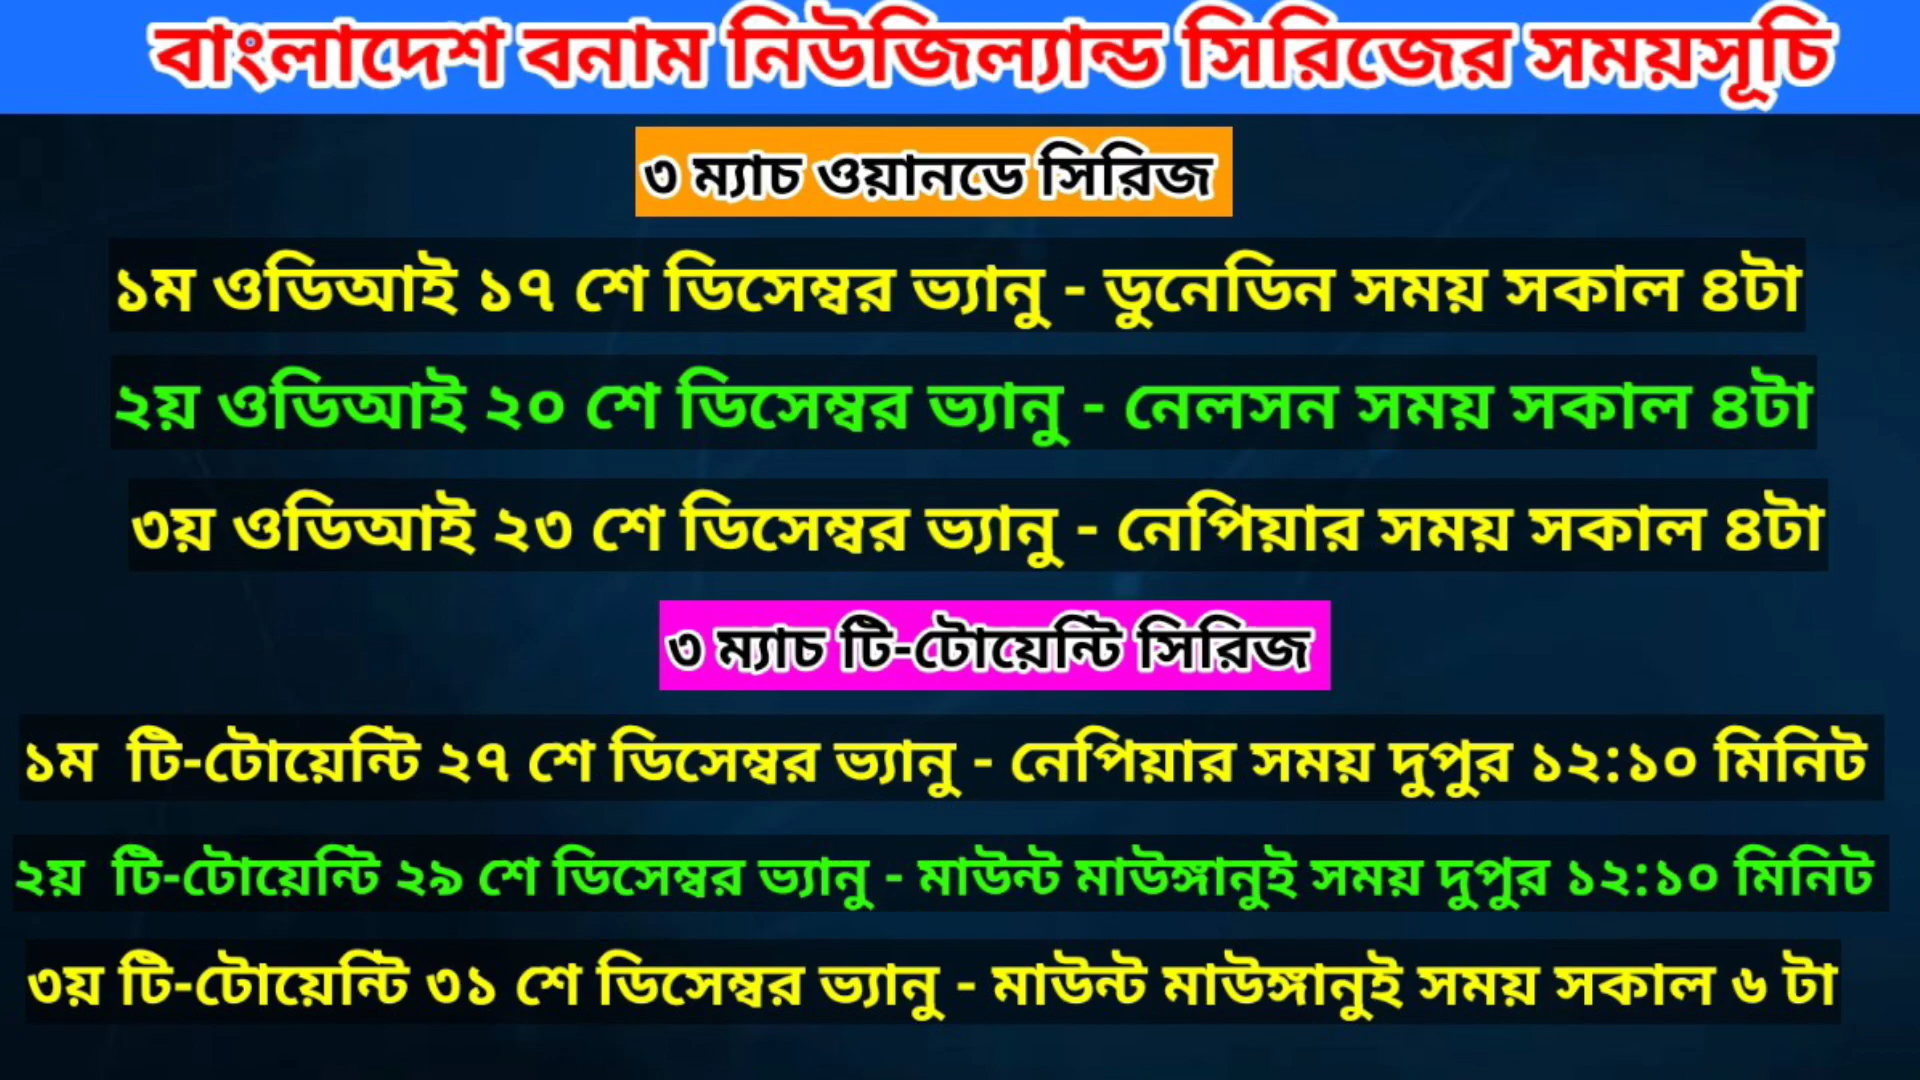 বাংলাদেশ বনাম নিউজিল্যান্ড সিরিজের সময়সূচি
৩ ম্যাচ ওয়ানডে সিরিজ
১ম ওডিআই ১৭ শে ডিসেম্বর ভ্যানু - ডুনেডিন সময় সকাল ৪টা
২য় ওডিআই ২০ শে ডিসেম্বর ভ্যানু - নেলসন সময় সকাল ৪টা
৩য় ওডিআই ২৩ শে ডিসেম্বর ভ্যানু - নেপিয়ার সময় সকাল ৪টা
৩ ম্যাচ টি-টোয়েন্টি সিরিজ
১ম টি-টোয়েন্টি ২৭ শে ডিসেম্বর ভ্যানু - নেপিয়ার সময় দুপুর ১২:১০ মিনিট
২য় টি-টোয়েন্টি ২৯ শে ডিসেম্বর ভ্যানু - মাউন্ট মাউঙ্গানুই সময় দুপুর ১২:১০ মিনিট
৩য় টি-টোয়েন্টি ৩১ শে ডিসেম্বর ভ্যানু - মাউন্ট মাউঙ্গানুই সময় সকাল ৬ টা